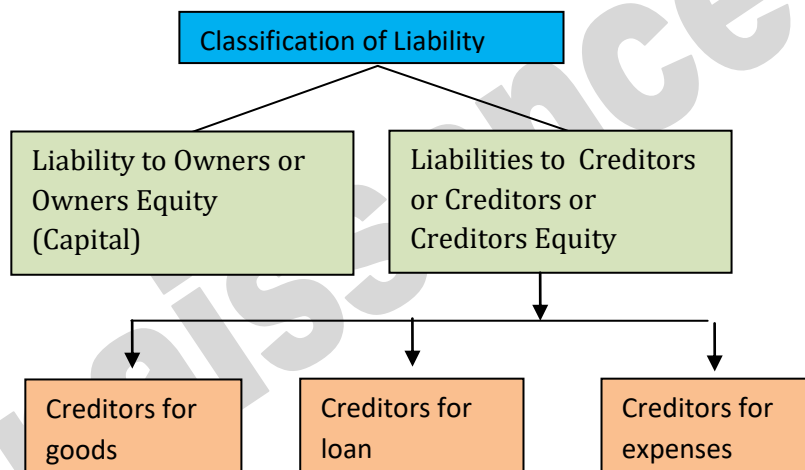 Classification of Liability
Liability to Owners or
Owners Equity
(Capital)
Liabilities to Creditors
or Creditors or
Creditors Equity
Creditors for
goods
Creditors for
loan
Creditors for
expenses